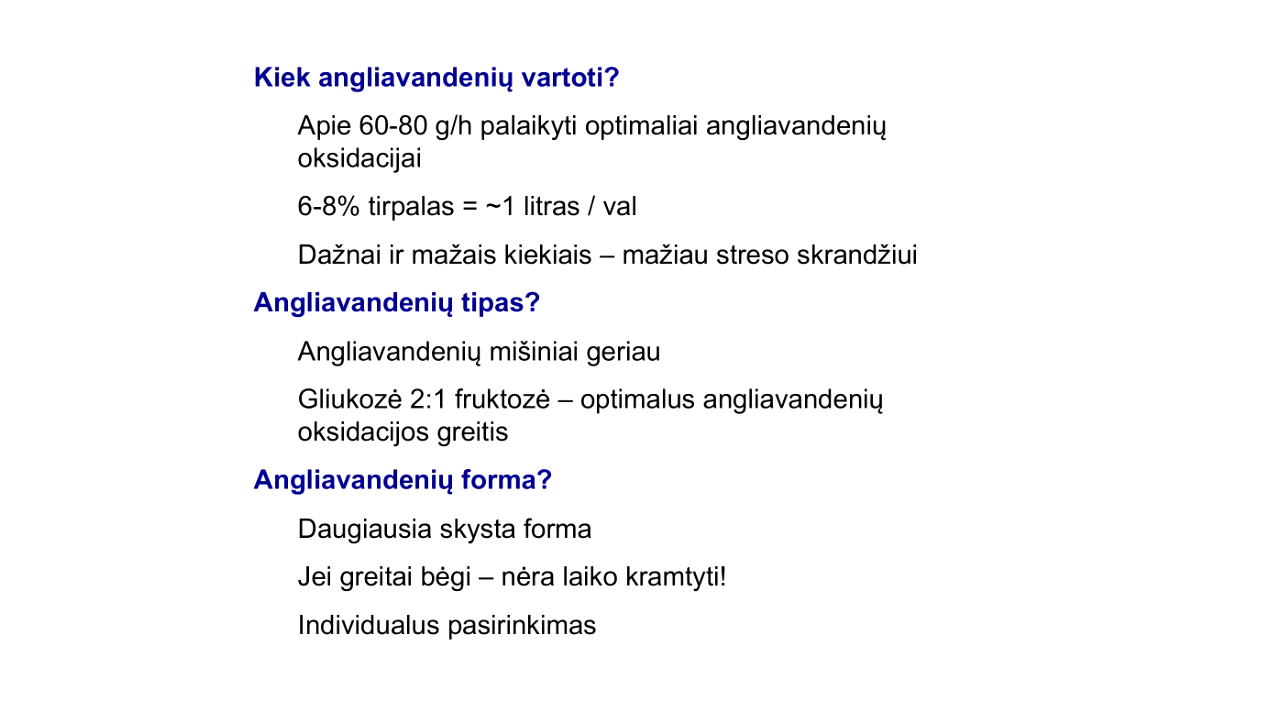 Kiek angliavandenių vartoti?
Apie 60-80 g/h palaikyti optimaliai angliavandenių
oksidacijai
6-8% tirpalas = ~1 litras / val
Dažnai ir mažais kiekiais – mažiau streso skrandžiui
Angliavandenių tipas?
Angliavandenių mišiniai geriau
Gliukozė 2:1 fruktozė – optimalus angliavandenių
oksidacijos greitis
Angliavandenių forma?
Daugiausia skysta forma
Jei greitai bėgi – nėra laiko kramtyti!
Individualus pasirinkimas